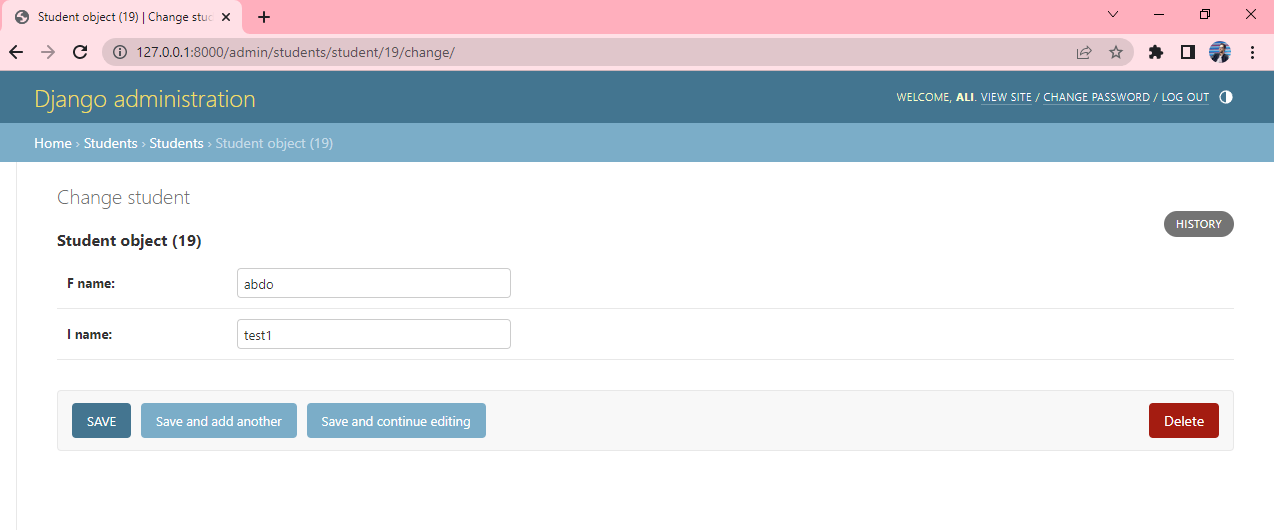 Student object (19) | Change stud
127.0.0.1:8000/admin/students/student/19/change/
Django administration
WELCOME, ALI. VIEW SITE / CHANGE PASSWORD / LOG OUT
Home › Students › Students › Student object (19)
Change student
HISTORY
Student object (19)
F name:
abdo
I name:
test1
SAVE
Save and add another
Save and continue editing
Delete